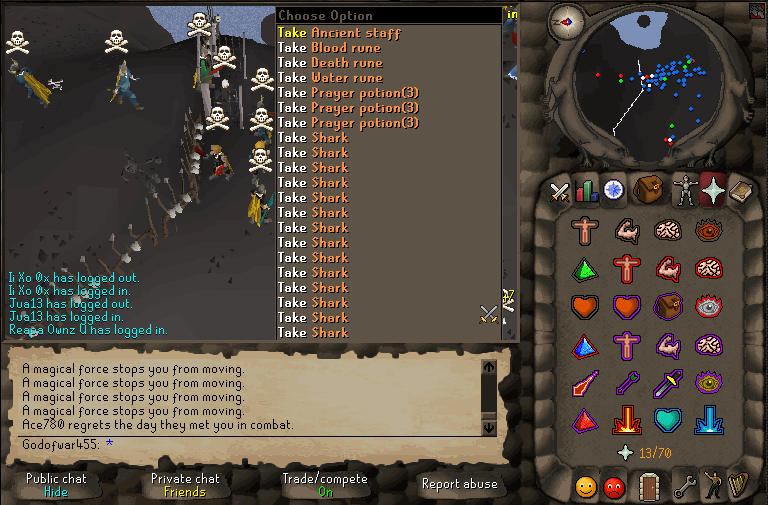 Choose Option
in
Take Ancient staff
Take Blood rune
Take Death rune
Take Water rune
Take Prayer potion(3)
Take Prayer potion(3)
Take Prayer potion(3)
Take Shark
Take Shark
Take Shark
Take Shark
Take Shark
Take Shark
Take Shark
Take Shark
Take Shark
Take Shark
Take Shark
Take Shark
Take Shark
Take Shark
Ii Xo 0x has logged out.
Ii Xo 0x has logged in.
Jua13 has logged out.
Jua13 has logged in.
Reapa Ownz U has logged in.
A magical force stops you from moving.
A magical force stops you from moving.
A magical force stops you from moving.
A magical force stops you from moving.
Ace780 regrets the day they met you in combat.
Godofwar455: *
Public chat
Hide
Private chat
Friends
Trade/compete
On
Report abuse
13/70